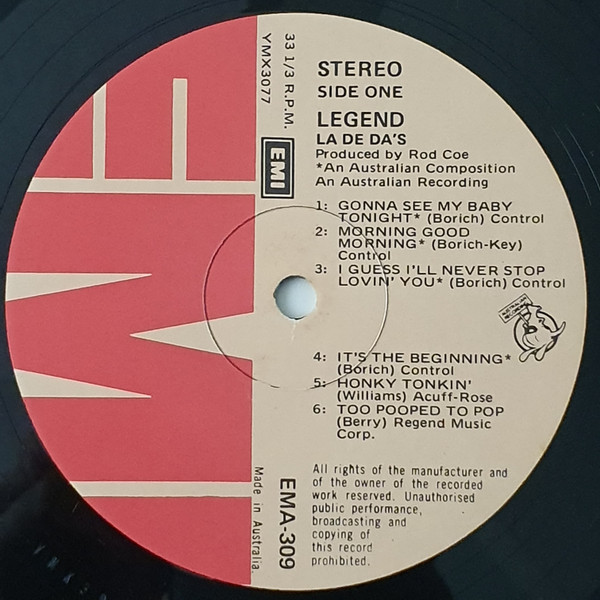 33 1/3 R.P.M.
YMX3077
EMI
STEREO
SIDE ONE
LEGEND
LA DE DA'S
Produced by Rod Coe
*An Australian Composition
An Australian Recording
1: GONNA SEE MY BABY
TONIGHT* (Borich) Control
2: MORNING GOOD
MORNING* (Borich-Key)
Control
3: I GUESS I'LL NEVER STOP
LOVIN' YOU* (Borich) Control
4: IT'S THE BEGINNING*
(Borich) Control
5: HONKY TONKIN'
(Williams) Acuff-Rose
6: TOO POOPED TO POP
(Berry) Regend Music
Corp.
All rights of the manufacturer and
of the owner of the recorded
work reserved. Unauthorised
public performance,
broadcasting and
copying of
this record
prohibited.
EMA-309
Made in Australia.
EMI